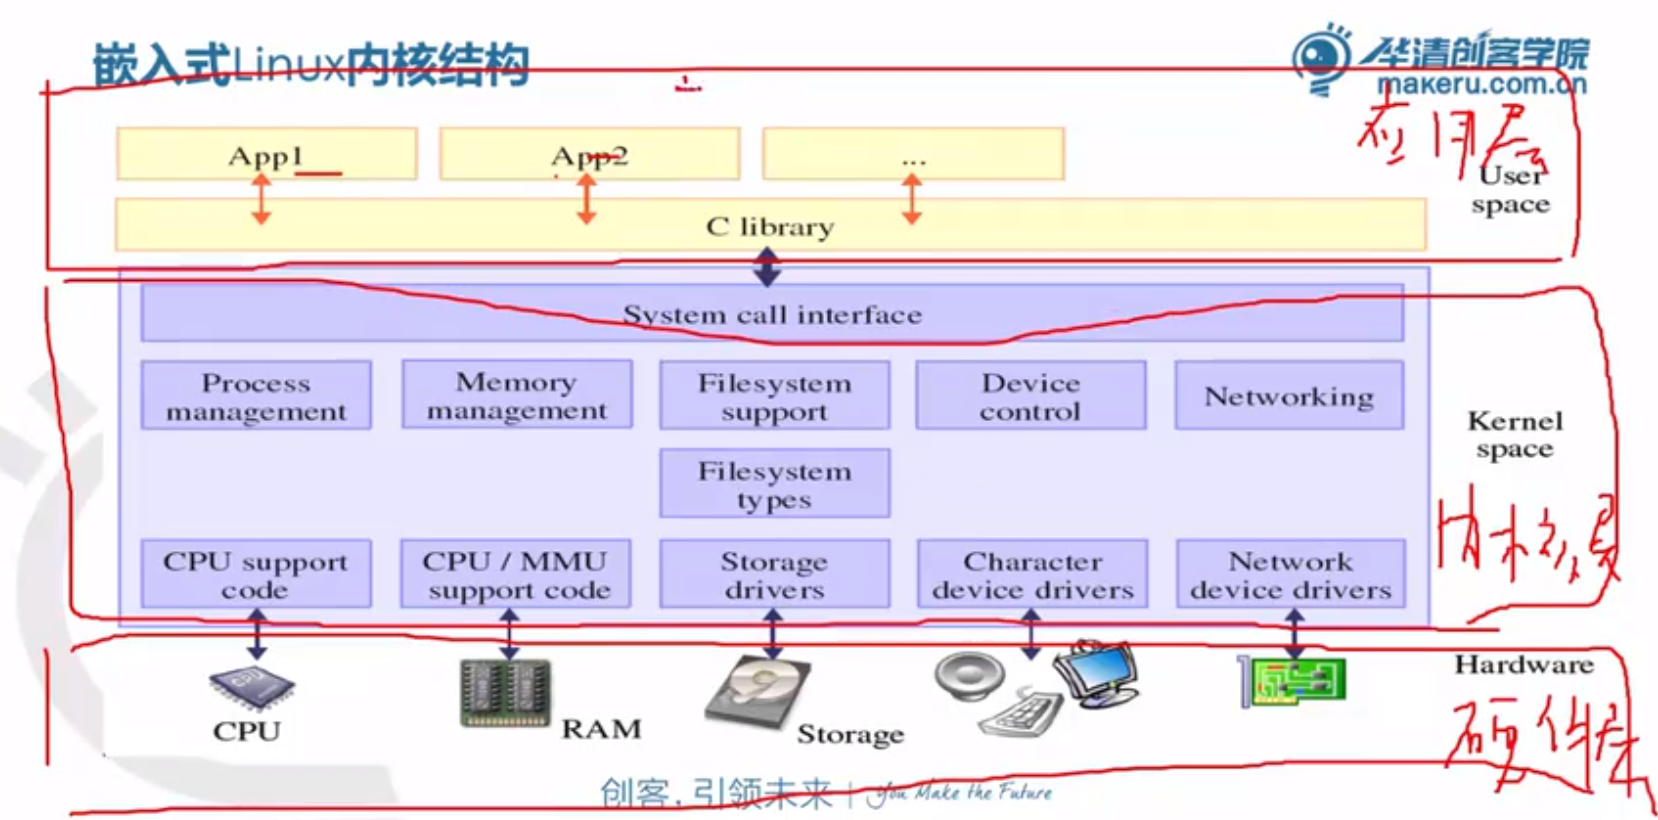 嵌入式Linux内核结构
华清创客学院
makeru.com.cn
应用层
App1
App2
...
User
space
C library
System call interface
Process
management
Memory
management
Filesystem
support
Device
control
Networking
Kernel
space
Filesystem
types
内核层
CPU support
code
CPU / MMU
support code
Storage
drivers
Character
device drivers
Network
device drivers
Hardware
硬件层
CPU
CPU
RAM
Storage
创客,引领未来 | You Make the Future